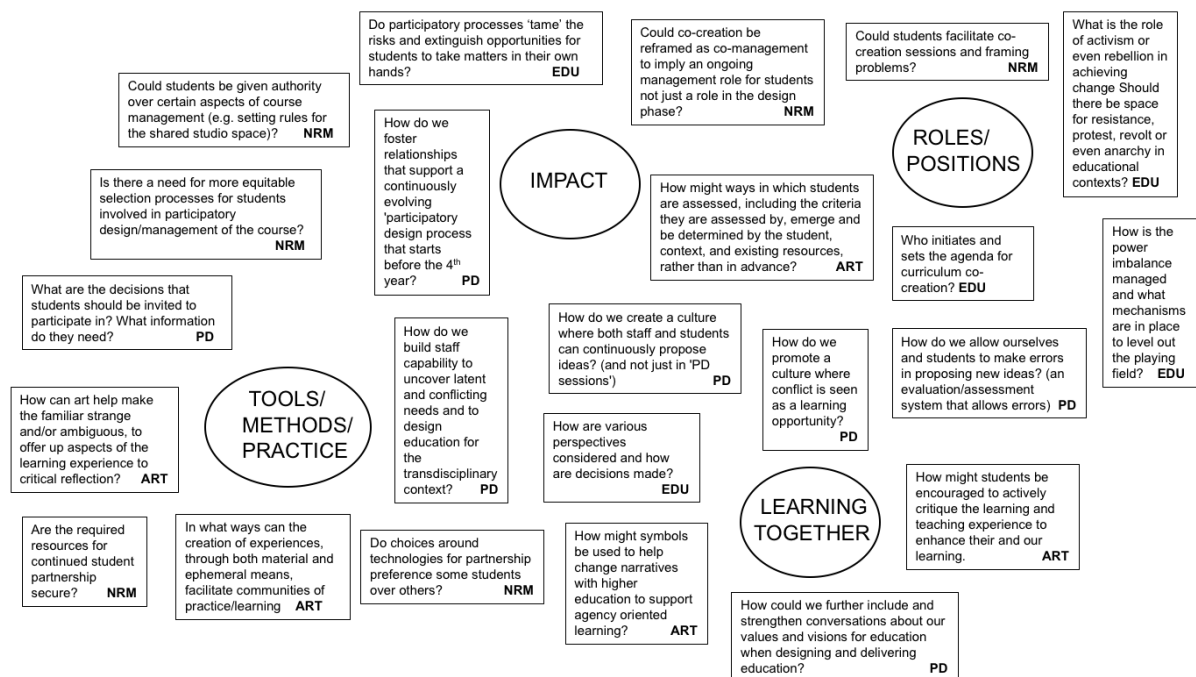 Do participatory processes ‘tame’ the
risks and extinguish opportunities for
students to take matters in their own
hands? EDU
Could co-creation be
reframed as co-management
to imply an ongoing
management role for students
not just a role in the design
phase? NRM
Could students facilitate co-
creation sessions and framing
problems? NRM
What is the role
of activism or
even rebellion in
achieving
change Should
there be space
for resistance,
protest, revolt or
even anarchy in
educational
contexts? EDU
Could students be given authority
over certain aspects of course
management (e.g. setting rules for
the shared studio space)? NRM
How do we
foster
relationships
that support a
continuously
evolving
'participatory
design process
that starts
before the 4th
year? PD
IMPACT
ROLES/
POSITIONS
Is there a need for more equitable
selection processes for students
involved in participatory
design/management of the course?
NRM
How might ways in which students
are assessed, including the criteria
they are assessed by, emerge and
be determined by the student,
context, and existing resources,
rather than in advance? ART
Who initiates and
sets the agenda for
curriculum co-
creation? EDU
How is the
power
imbalance
managed
and what
mechanisms
are in place
to level out
the playing
field? EDU
What are the decisions that
students should be invited to
participate in? What information
do they need? PD
How do we
build staff
capability to
uncover latent
and conflicting
needs and to
design
education for
the
transdisciplinary
context? PD
How do we create a culture
where both staff and students
can continuously propose
ideas? (and not just in 'PD
sessions') PD
How do we
promote a
culture where
conflict is seen
as a learning
opportunity?
PD
How do we allow ourselves
and students to make errors
in proposing new ideas? (an
evaluation/assessment
system that allows errors) PD
TOOLS/
METHODS/
PRACTICE
How can art help make
the familiar strange
and/or ambiguous, to
offer up aspects of the
learning experience to
critical reflection? ART
How are various
perspectives
considered and how
are decisions made?
EDU
LEARNING
TOGETHER
How might students be
encouraged to actively
critique the learning and
teaching experience to
enhance their and our
learning. ART
Are the required
resources for
continued student
partnership
secure? NRM
In what ways can the
creation of experiences,
through both material and
ephemeral means,
facilitate communities of
practice/learning ART
Do choices around
technologies for partnership
preference some students
over others? NRM
How might symbols
be used to help
change narratives
with higher
education to support
agency oriented
learning? ART
How could we further include and
strengthen conversations about our
values and visions for education
when designing and delivering
education? PD